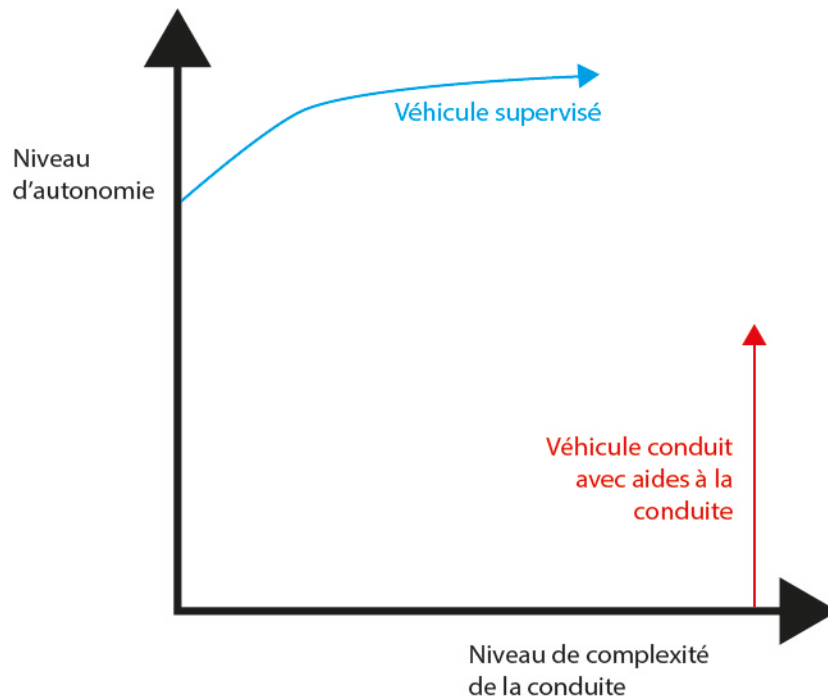 Véhicule supervisé
Niveau
d'autonomie
Véhicule conduit
avec aides à la
conduite
Niveau de complexité
de la conduite